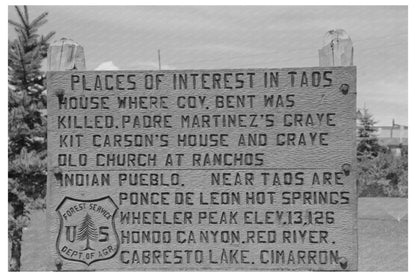 PLACES OF INTEREST IN TAOS
HOUSE WHERE GOV. BENT WAS
KILLED. PADRE MARTINEZ'S GRAVE
KIT CARSON'S HOUSE AND GRAVE
OLD CHURCH AT RANCHOS
INDIAN PUEBLO. NEAR TAOS ARE
PONCE DE LEON HOT SPRINGS
WHEELER PEAK ELEV. 13,126
HONDO CANYON. RED RIVER.
CABRESTO LAKE. CIMARRON.
FOREST SERVICE
U S
DEP'T OF AGR.